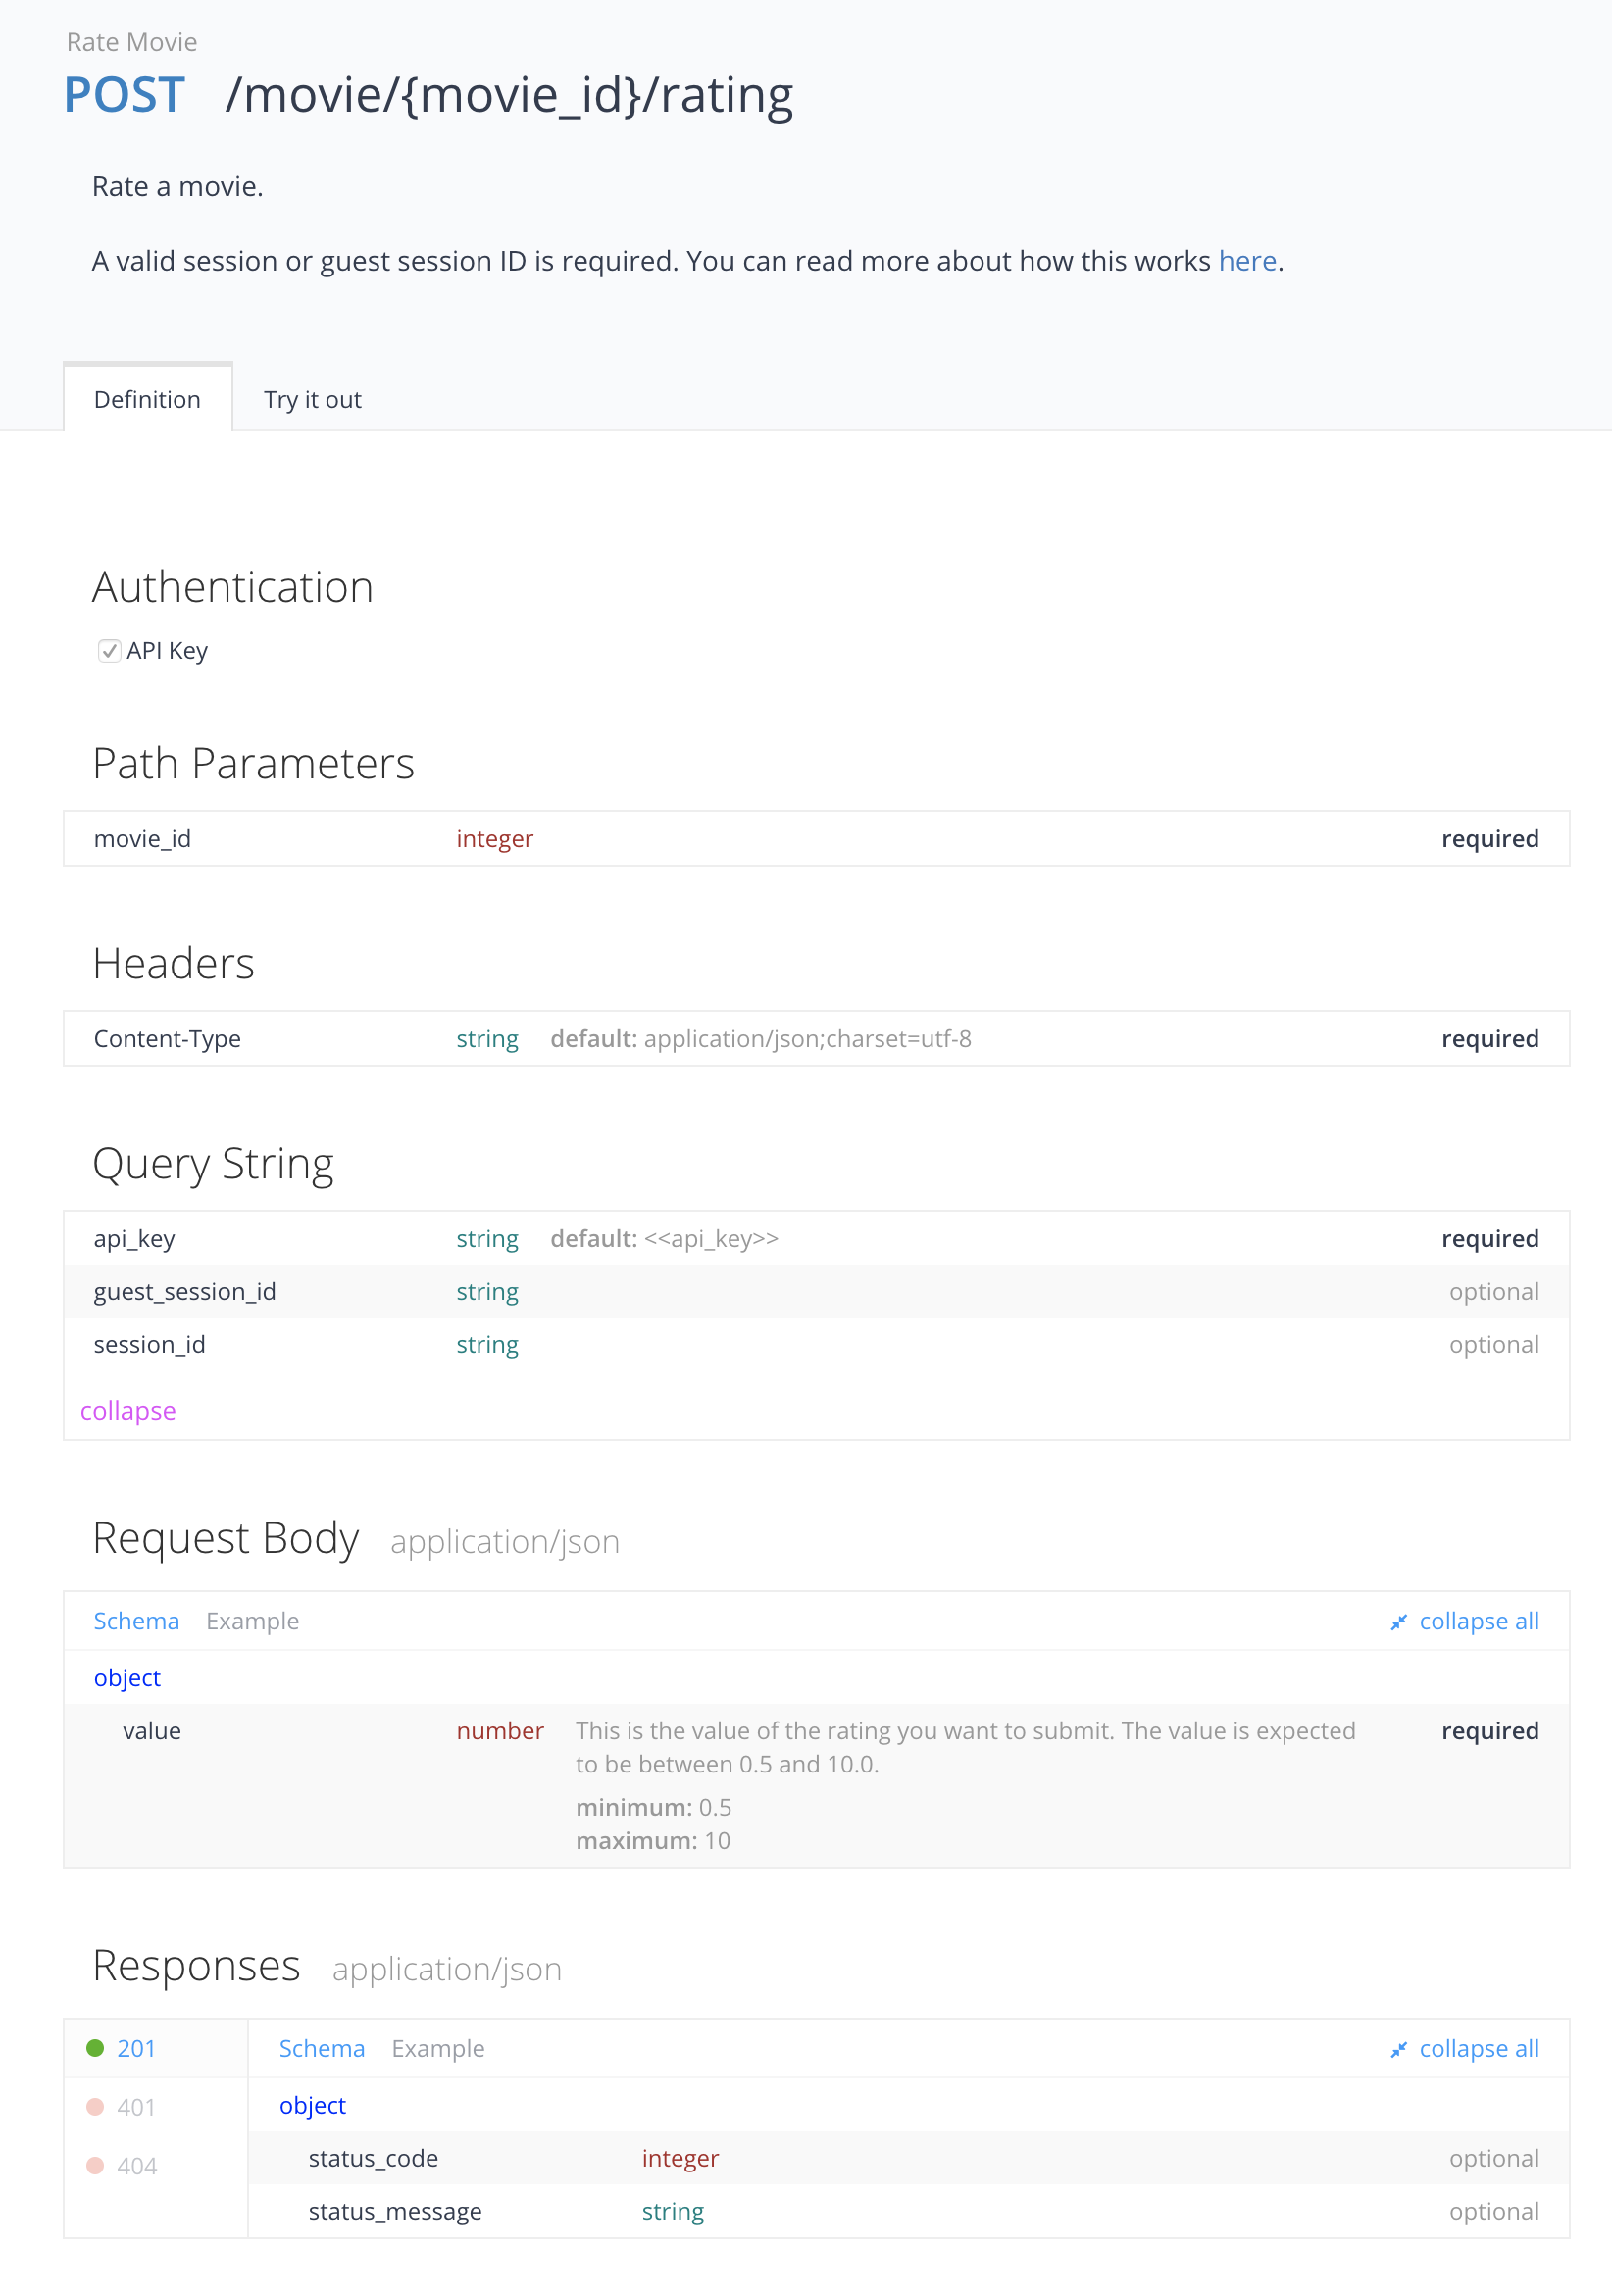 Rate Movie
POST /movie/{movie_id}/rating
Rate a movie.
A valid session or guest session ID is required. You can read more about how this works here.
Definition Try it out
Authentication
API Key
Path Parameters
movie_id integer required
Headers
Content-Type string default: application/json;charset=utf-8 required
Query String
api_key string default: <<api_key>> required
guest_session_id string optional
session_id string optional
collapse
Request Body application/json
Schema Example collapse all
object
value number This is the value of the rating you want to submit. The value is expected required
to be between 0.5 and 10.0.
minimum: 0.5
maximum: 10
Responses application/json
201 Schema Example collapse all
401 object
404 status_code integer optional
status_message string optional